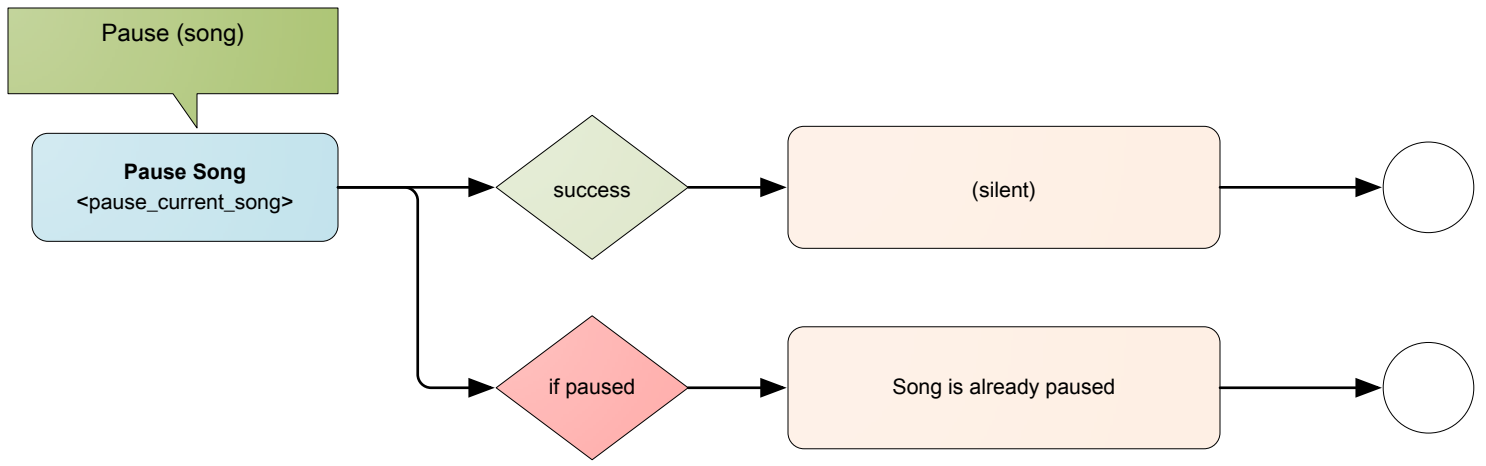 Pause (song)
Pause Song
<pause_current_song>
success
(silent)
if paused
Song is already paused